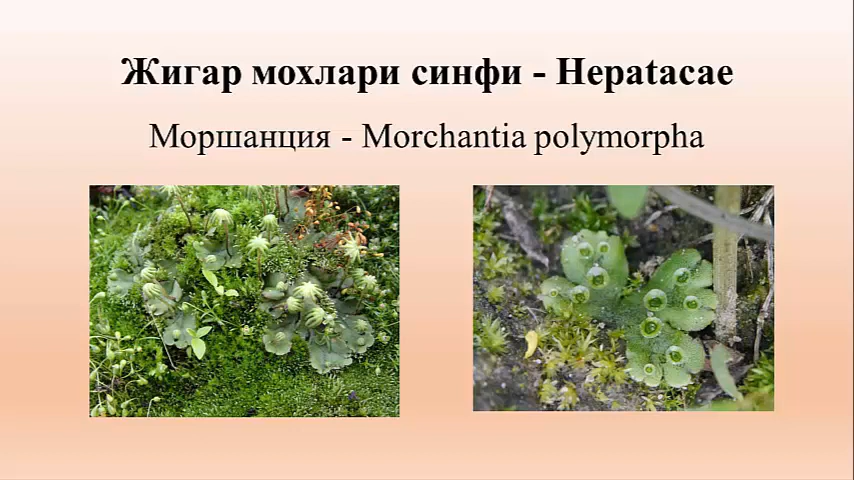 Жигар мохлари синфи - Hepatacae
Моршанция - Morchantia polymorpha